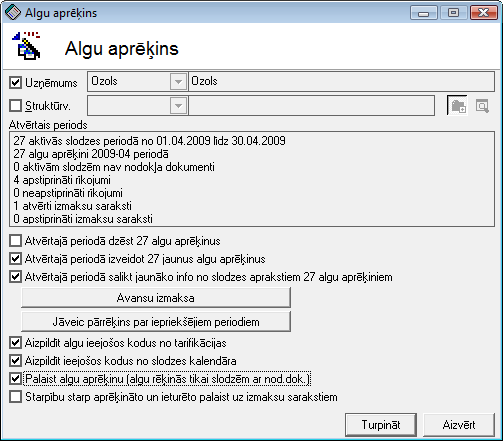 Algu aprēķins
Algu aprēķins
Uzņēmums Ozols Ozols
Struktūrv.
Atvērtais periods
27 aktīvās slodzes periodā no 01.04.2009 līdz 30.04.2009
27 algu aprēķini 2009-04 periodā
0 aktīvām slodzēm nav nodokļa dokumenti
4 apstiprināti rīkojumi
0 neapstiprināti rīkojumi
1 atvērti izmaksu saraksti
0 apstiprināti izmaksu saraksti
Atvērtajā periodā dzēst 27 algu aprēķinus
Atvērtajā periodā izveidot 27 jaunus algu aprēķinus
Atvērtajā periodā salikt jaunāko info no slodzes aprakstiem 27 algu aprēķiniem
Avansu izmaksa
Jāveic pārrēķins par iepriekšējiem periodiem
Aizpildīt algu ieejošos kodus no tarifikācijas
Aizpildīt ieejošos kodus no slodzes kalendāra
Palaist algu aprēķinu (algu rēķinās tikai slodzēm ar nod.dok.)
Starpību starp aprēķināto un ieturēto palaist uz izmaksu sarakstiem
Turpināt Aizvērt